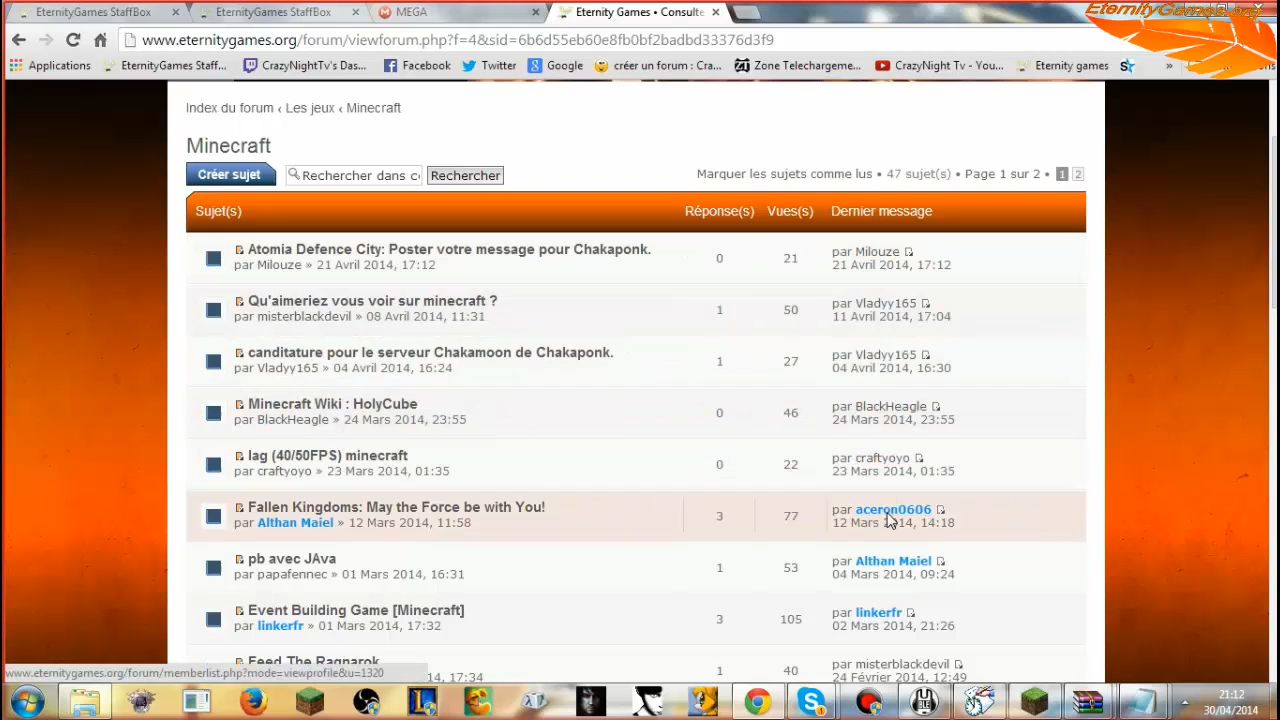 EternityGames StaffBox
EternityGames StaffBox
MEGA
Eternity Games • Consulte
EternityGames.org
www.eternitygames.org/forum/viewforum.php?f=4&sid=6b6d55eb60e8fb0bf2badbd33376d3f9
Applications
EternityGames Staff...
CrazyNightTv's Das...
Facebook
Twitter
Google
créer un forum : Cra...
Zone Telechargeme...
CrazyNight Tv - You...
Eternity games
»
Index du forum ‹ Les jeux ‹ Minecraft
Minecraft
Créer sujet
Rechercher dans c
Rechercher
Marquer les sujets comme lus • 47 sujet(s) • Page 1 sur 2 • 1 2
Sujet(s) Réponse(s) Vues(s) Dernier message
Atomia Defence City: Poster votre message pour Chakaponk.
par Milouze » 21 Avril 2014, 17:12
0 21
par Milouze
21 Avril 2014, 17:12
Qu'aimeriez vous voir sur minecraft ?
par misterblackdevil » 08 Avril 2014, 11:31
1 50
par Vladyy165
11 Avril 2014, 17:04
canditature pour le serveur Chakamoon de Chakaponk.
par Vladyy165 » 04 Avril 2014, 16:24
1 27
par Vladyy165
04 Avril 2014, 16:30
Minecraft Wiki : HolyCube
par BlackHeagle » 24 Mars 2014, 23:55
0 46
par BlackHeagle
24 Mars 2014, 23:55
lag (40/50FPS) minecraft
par craftyoyo » 23 Mars 2014, 01:35
0 22
par craftyoyo
23 Mars 2014, 01:35
Fallen Kingdoms: May the Force be with You!
par Althan Maiel » 12 Mars 2014, 11:58
3 77
par aceron0606
12 Mars 2014, 14:18
pb avec JAva
par papafennec » 01 Mars 2014, 16:31
1 53
par Althan Maiel
04 Mars 2014, 09:24
Event Building Game [Minecraft]
par linkerfr » 01 Mars 2014, 17:32
3 105
par linkerfr
02 Mars 2014, 21:26
Feed The Ragnarok
17:34
1 40
par misterblackdevil
24 Février 2014, 12:49
www.eternitygames.org/forum/memberlist.php?mode=viewprofile&u=1320
21:12
30/04/2014